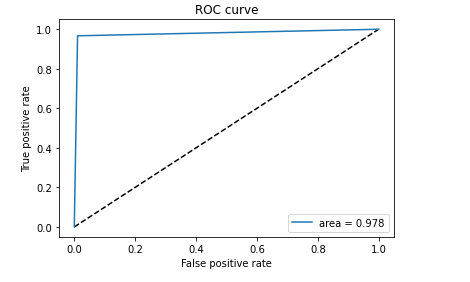 ROC curve
1.0
0.8
0.6
0.4
0.2
0.0
True positive rate
area = 0.978
0.0 0.2 0.4 0.6 0.8 1.0
False positive rate